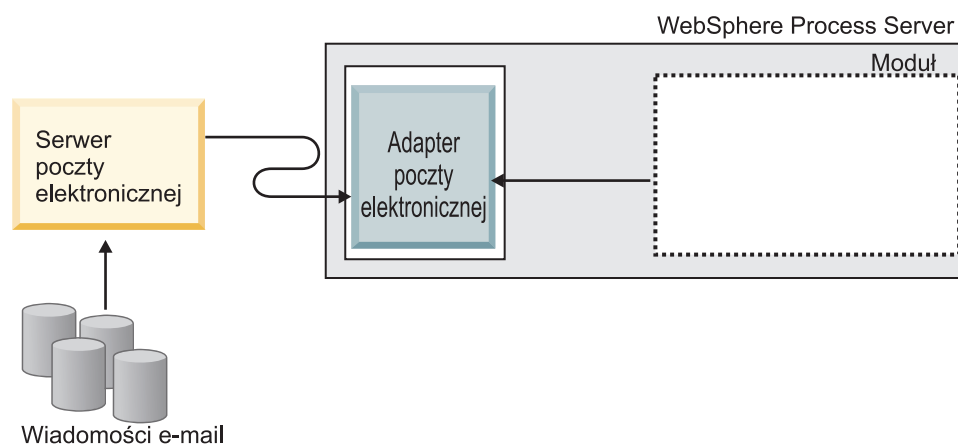 WebSphere Process Server
Moduł
Serwer
poczty
elektronicznej
Adapter
poczty
elektronicznej
Wiadomości e-mail